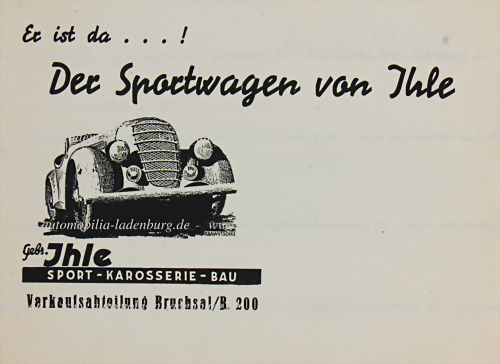 Er ist da . . . !
Der Sportwagen von Ihle
automobilia-ladenburg.de - 
Gebr. Ihle
SPORT-KAROSSERIE-BAU
Verkaufsabteilung Bruchsal/B. 200